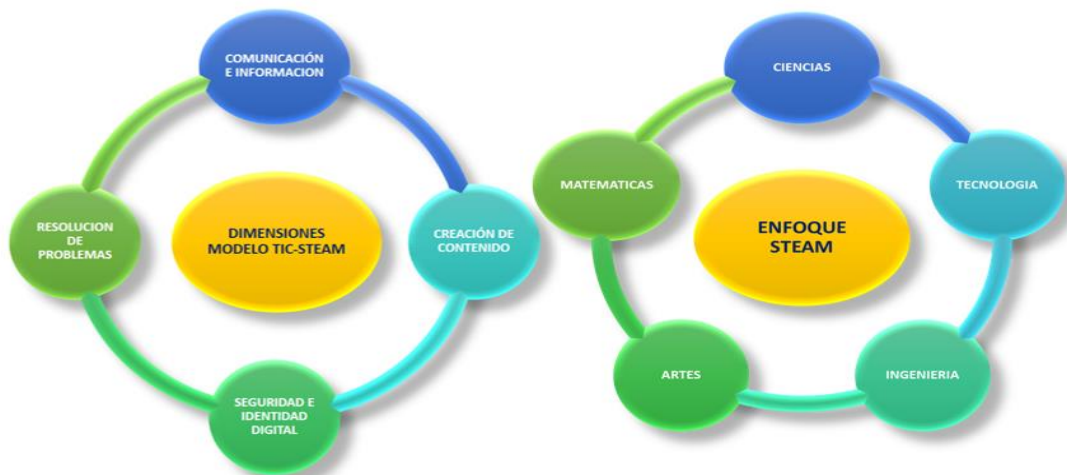 COMUNICACIÓN
E INFORMACION
RESOLUCION
DE
PROBLEMAS
DIMENSIONES
MODELO TIC-STEAM
CREACIÓN DE
CONTENIDO
SEGURIDAD E
IDENTIDAD
DIGITAL
CIENCIAS
MATEMATICAS
TECNOLOGIA
ENFOQUE
STEAM
ARTES
INGENIERIA